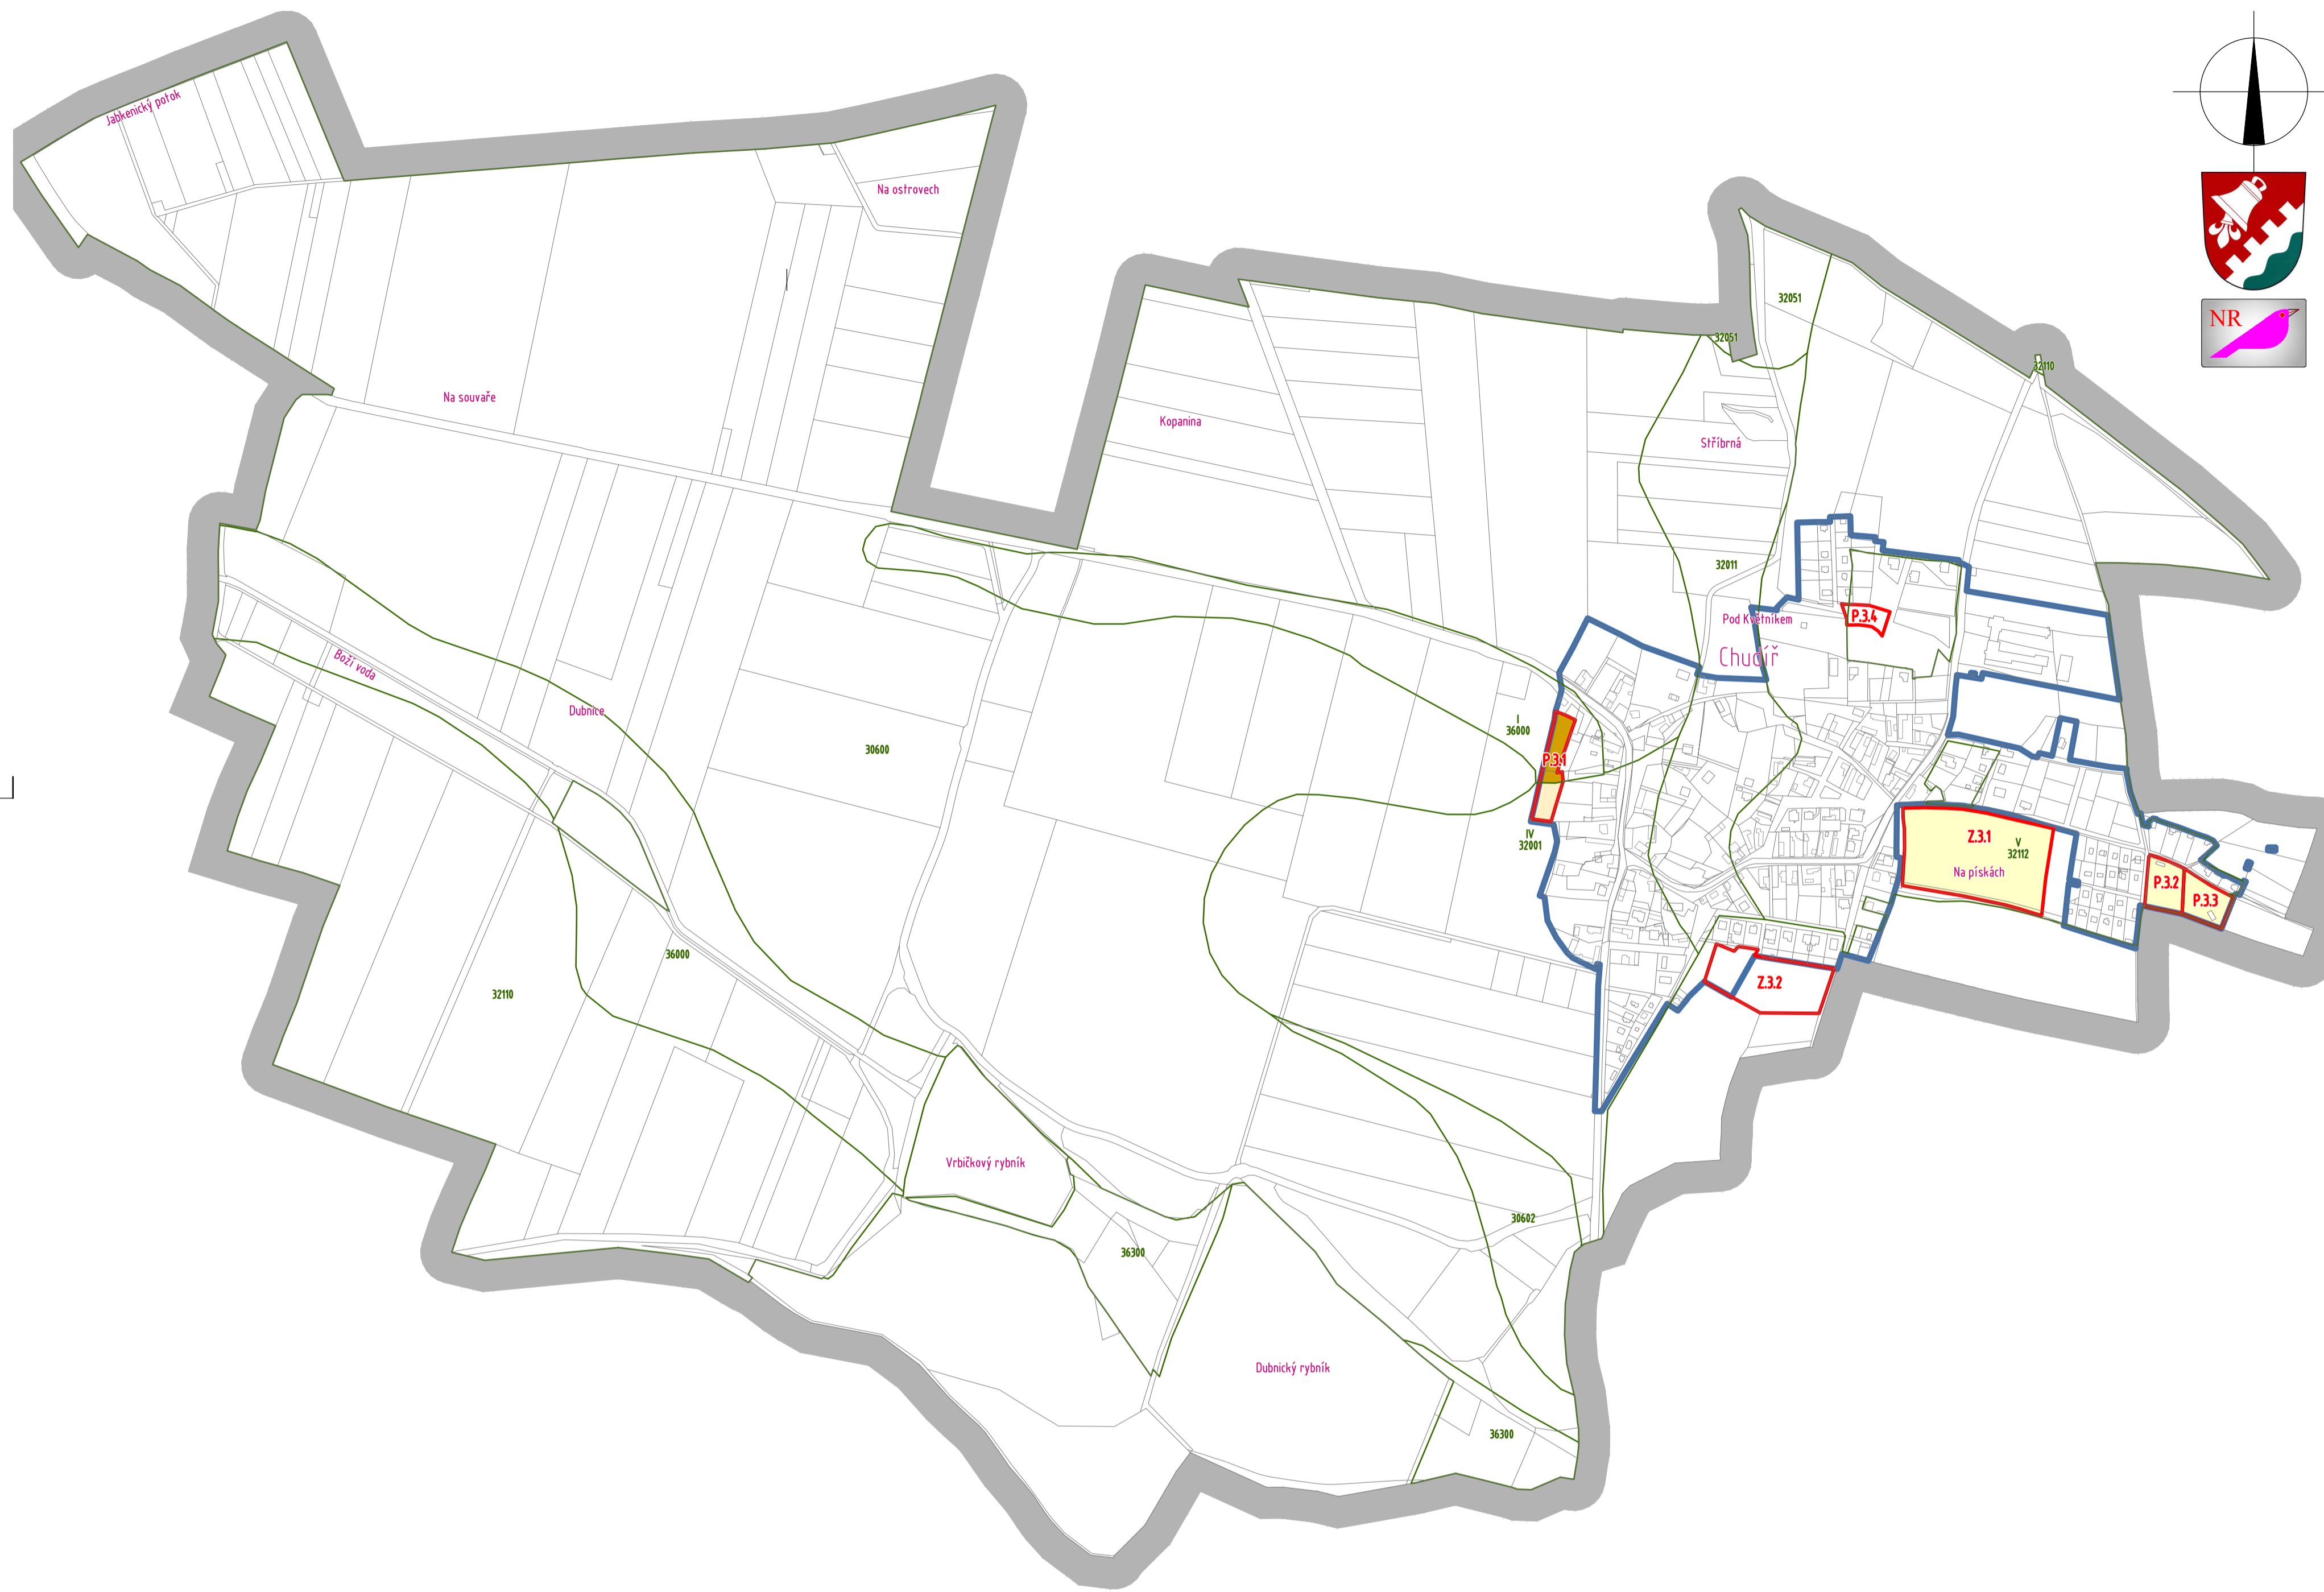 Jabkenický potok
Na ostrovech
NR
32051
32051
32110
Na souvaře
Kopanina
Stříbrná
32011
Pod Květníkem
P.3.4
Chudíř
Boží voda
Dubnice
I
36000
30600
P.3.1
IV
32001
Z.3.1
V
32112
Na pískách
P.3.2
P.3.3
36000
32110
Z.3.2
Vrbičkový rybník
30602
36300
Dubnický rybník
36300